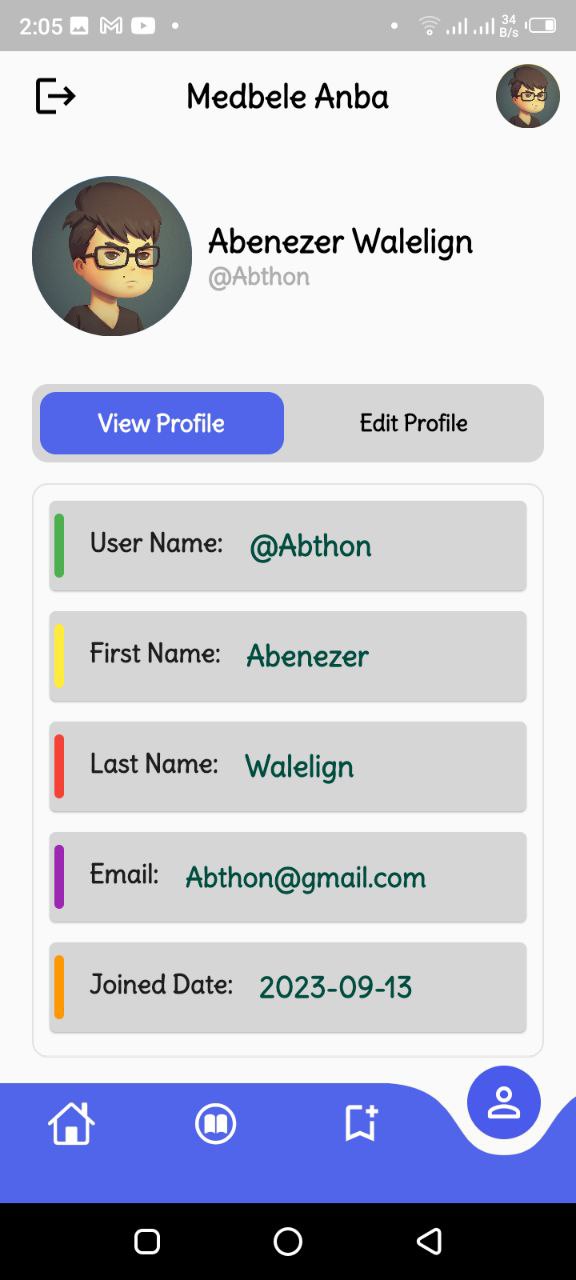 2:05 34 B/s
Medbele Anba
Abenezer Walelign
@Abthon
View Profile Edit Profile
User Name: @Abthon
First Name: Abenezer
Last Name: Walelign
Email: Abthon@gmail.com
Joined Date: 2023-09-13